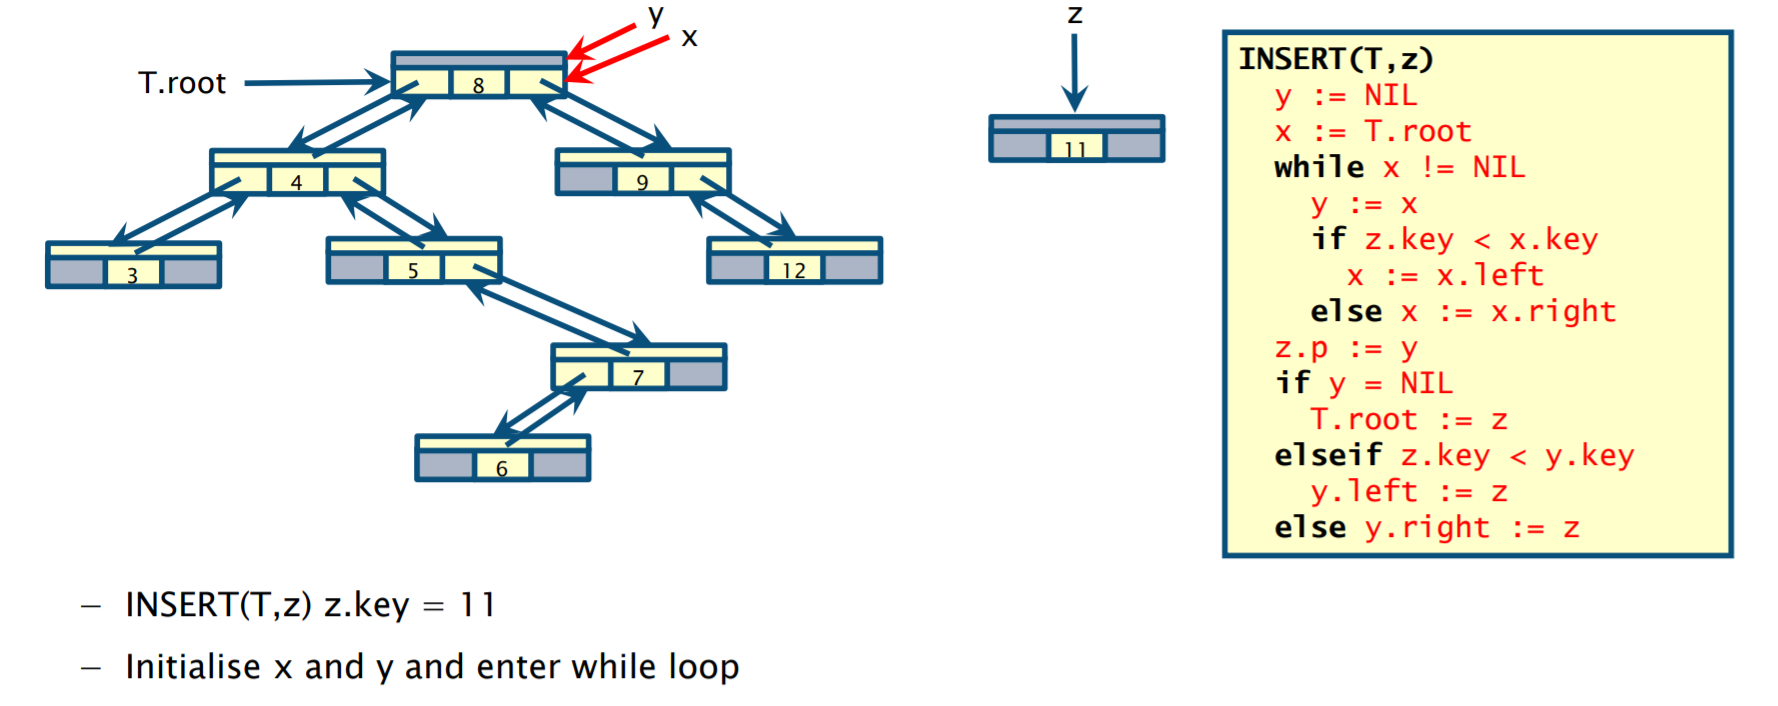 y
x
z
T.root
8
4
9
11
3
5
12
7
6
INSERT(T,z)
y := NIL
x := T.root
while x != NIL
y := x
if z.key < x.key
x := x.left
else x := x.right
z.p := y
if y = NIL
T.root := z
elseif z.key < y.key
y.left := z
else y.right := z
– INSERT(T,z) z.key = 11
– Initialise x and y and enter while loop